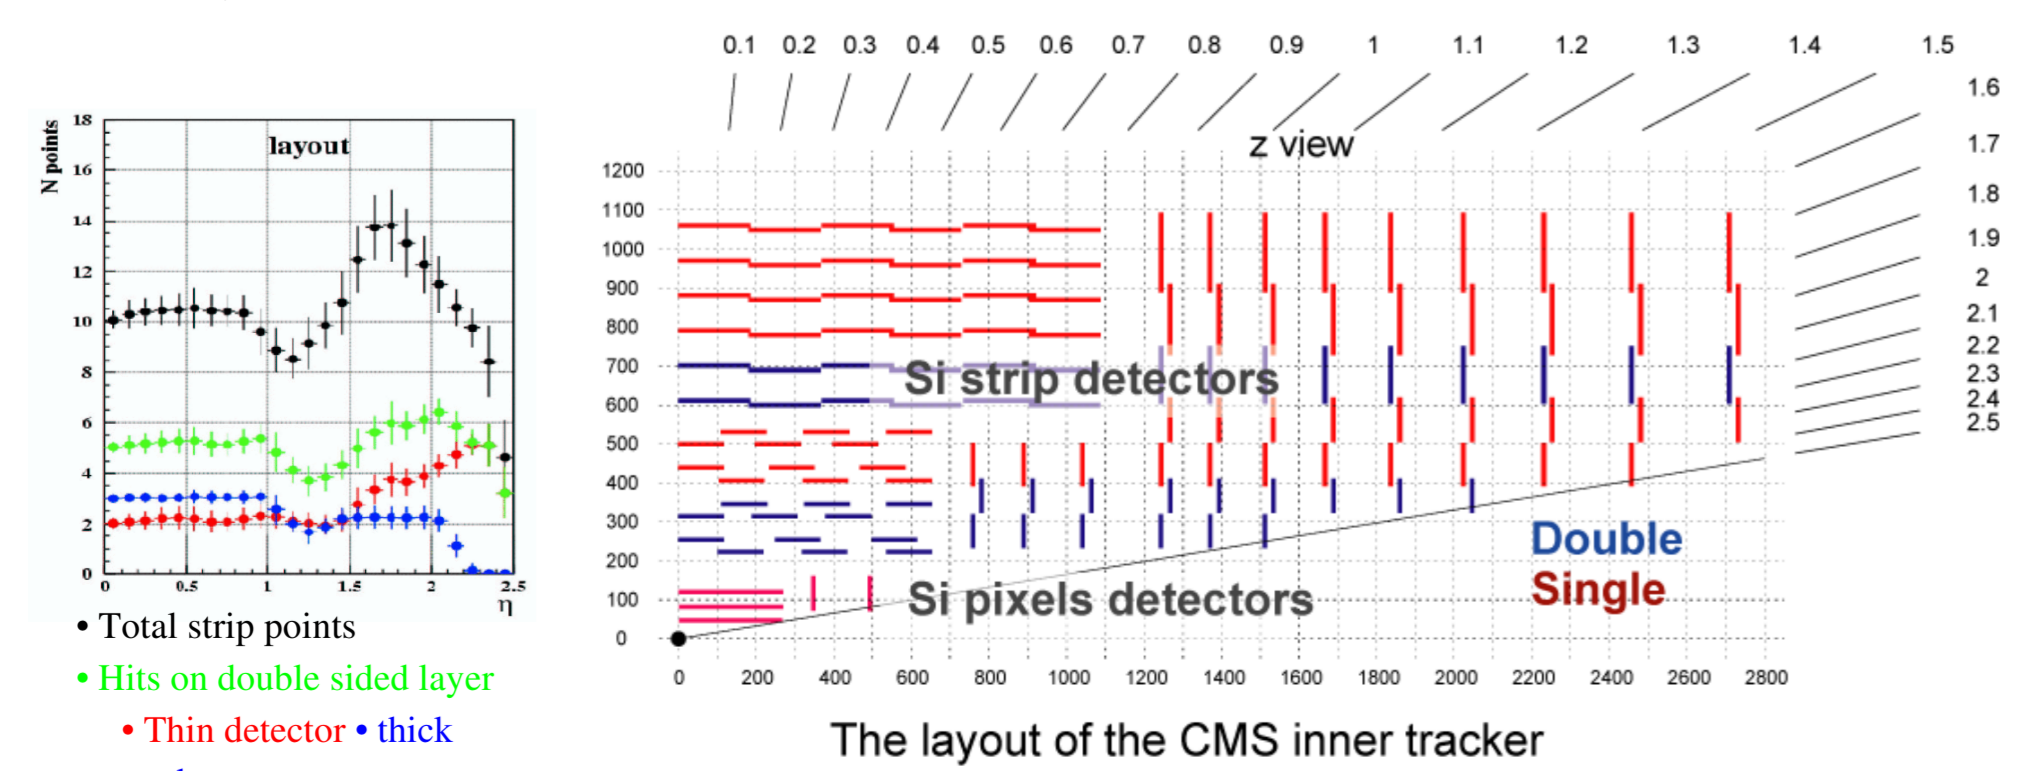 0.1 0.2 0.3 0.4 0.5 0.6 0.7 0.8 0.9 1 1.1 1.2 1.3 1.4 1.5
1.6
1.7
1.8
1.9
2
2.1
2.2
2.3
2.4
2.5
N points
layout
18
16
14
12
10
8
6
4
2
0
0 0.5 1 1.5 2 2.5
η
• Total strip points
• Hits on double sided layer
• Thin detector • thick
z view
1200
1100
1000
900
800
700
600
500
400
300
200
100
0
Si strip detectors
Double
Single
Si pixels detectors
0 200 400 600 800 1000 1200 1400 1600 1800 2000 2200 2400 2600 2800
The layout of the CMS inner tracker